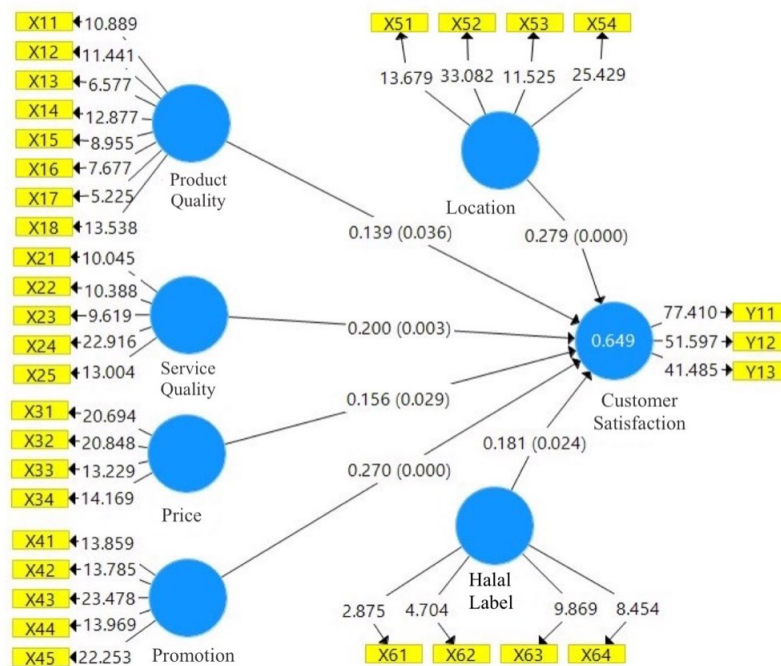 X11 10.889
X12 11.441
X13 6.577
X14 12.877
X15 8.955
X16 7.677
X17 5.225
X18 13.538
Product
Quality
0.139 (0.036)
X51 X52 X53 X54
13.679 33.082 11.525 25.429
Location
0.279 (0.000)
X21 10.045
X22 10.388
X23 9.619
X24 22.916
X25 13.004
Service
Quality
0.200 (0.003)
0.649
77.410 Y11
51.597 Y12
41.485 Y13
Customer
Satisfaction
X31 20.694
X32 20.848
X33 13.229
X34 14.169
Price
0.156 (0.029)
X41 13.859
X42 13.785
X43 23.478
X44 13.969
X45 22.253
Promotion
0.270 (0.000)
0.181 (0.024)
Halal
Label
2.875 4.704 9.869 8.454
X61 X62 X63 X64